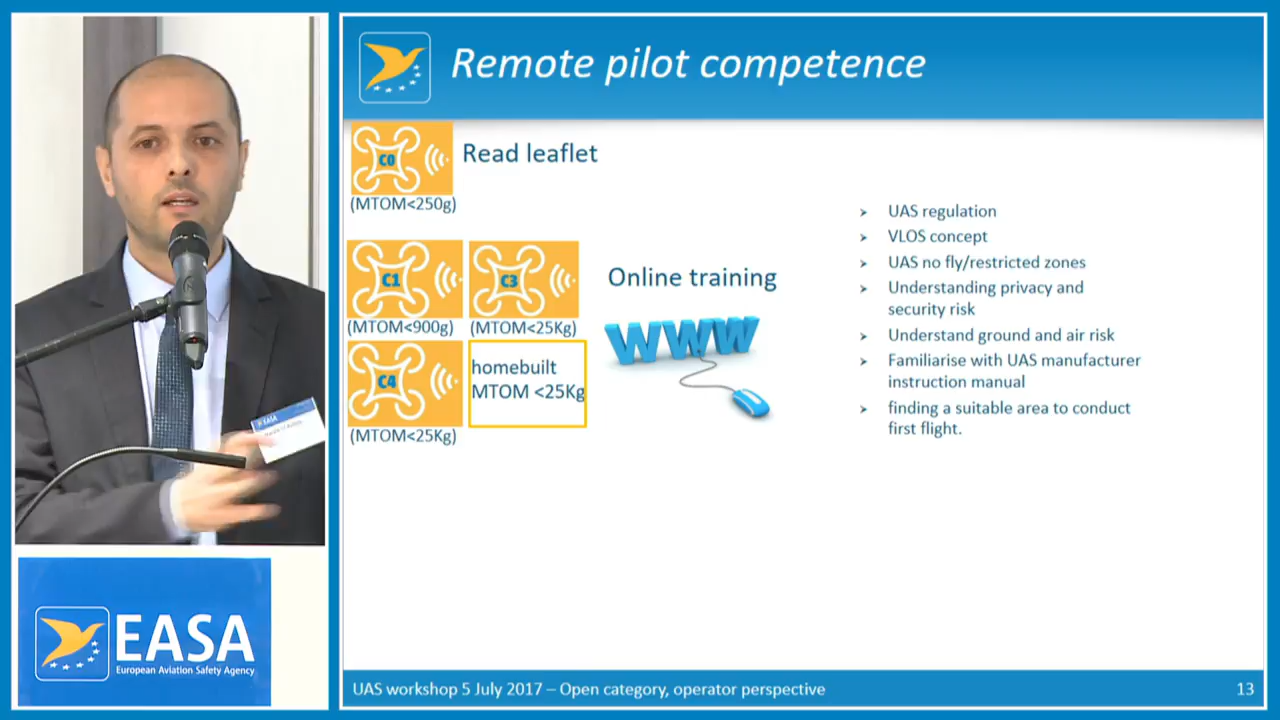 Remote pilot competence
C0
Read leaflet
(MTOM<250g)
C1
C3
(MTOM<900g)
(MTOM<25Kg)
C4
homebuilt
MTOM <25Kg
(MTOM<25Kg)
Online training
WWW
UAS regulation
VLOS concept
UAS no fly/restricted zones
Understanding privacy and
security risk
Understand ground and air risk
Familiarise with UAS manufacturer
instruction manual
finding a suitable area to conduct
first flight.
EASA
EASA
European Aviation Safety Agency
UAS workshop 5 July 2017 – Open category, operator perspective
13